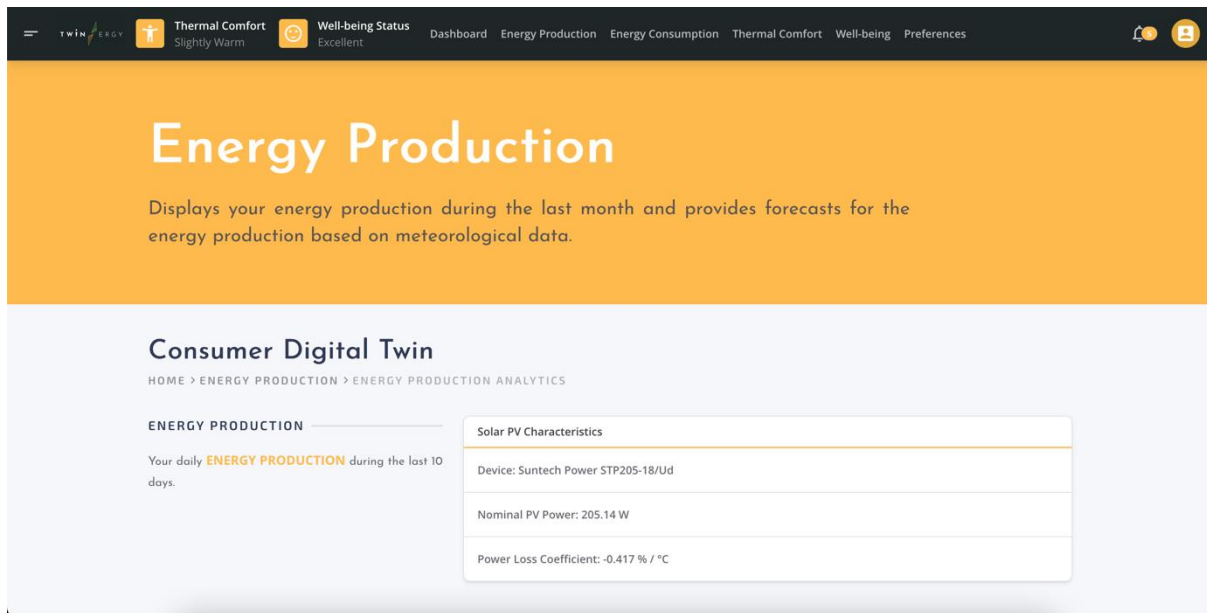 TWINERGY
Thermal Comfort
Slightly Warm
Well-being Status
Excellent
Dashboard Energy Production Energy Consumption Thermal Comfort Well-being Preferences
5
Energy Production
Displays your energy production during the last month and provides forecasts for the
energy production based on meteorological data.
Consumer Digital Twin
HOME > ENERGY PRODUCTION > ENERGY PRODUCTION ANALYTICS
ENERGY PRODUCTION
Your daily ENERGY PRODUCTION during the last 10
days.
Solar PV Characteristics
Device: Suntech Power STP205-18/Ud
Nominal PV Power: 205.14 W
Power Loss Coefficient: -0.417 % / °C